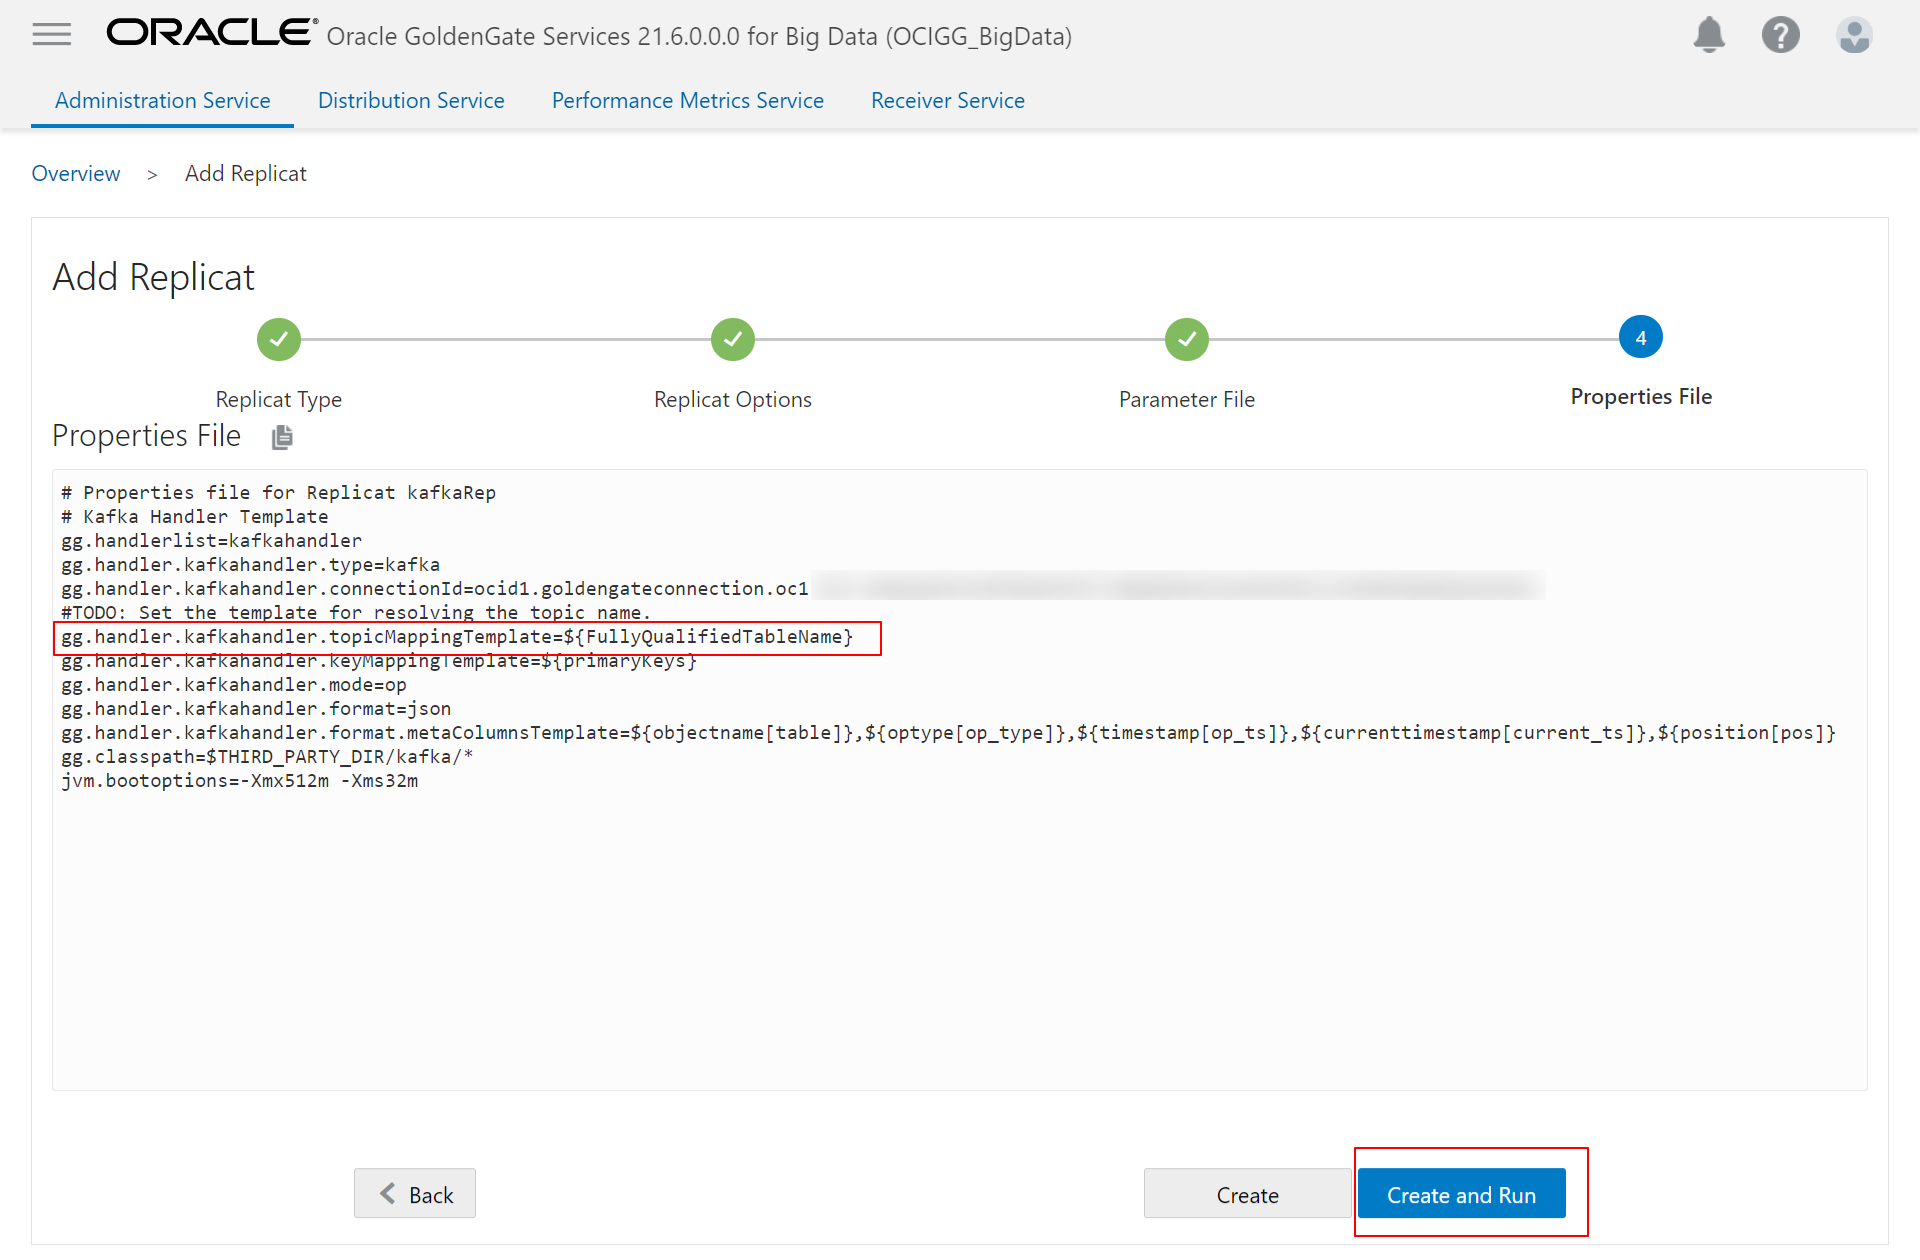 ORACLE® Oracle GoldenGate Services 21.6.0.0.0 for Big Data (OCIGG_BigData)
?
Administration Service Distribution Service Performance Metrics Service Receiver Service
Overview > Add Replicat
Add Replicat
4
Replicat Type Replicat Options Parameter File Properties File
Properties File
# Properties file for Replicat kafkaRep
# Kafka Handler Template
gg.handlerlist=kafkahandler
gg.handler.kafkahandler.type=kafka
gg.handler.kafkahandler.connectionId=ocid1.goldengateconnection.oc1
#TODO: Set the template for resolving the topic name.
gg.handler.kafkahandler.topicMappingTemplate=${FullyQualifiedTableName}
gg.handler.kafkahandler.keyMappingTemplate=${primaryKeys}
gg.handler.kafkahandler.mode=op
gg.handler.kafkahandler.format=json
gg.handler.kafkahandler.format.metaColumnsTemplate=${objectname[table]},${optype[op_type]},${timestamp[op_ts]},${currenttimestamp[current_ts]},${position[pos]}
gg.classpath=$THIRD_PARTY_DIR/kafka/*
jvm.bootoptions=-Xmx512m -Xms32m
Back Create Create and Run